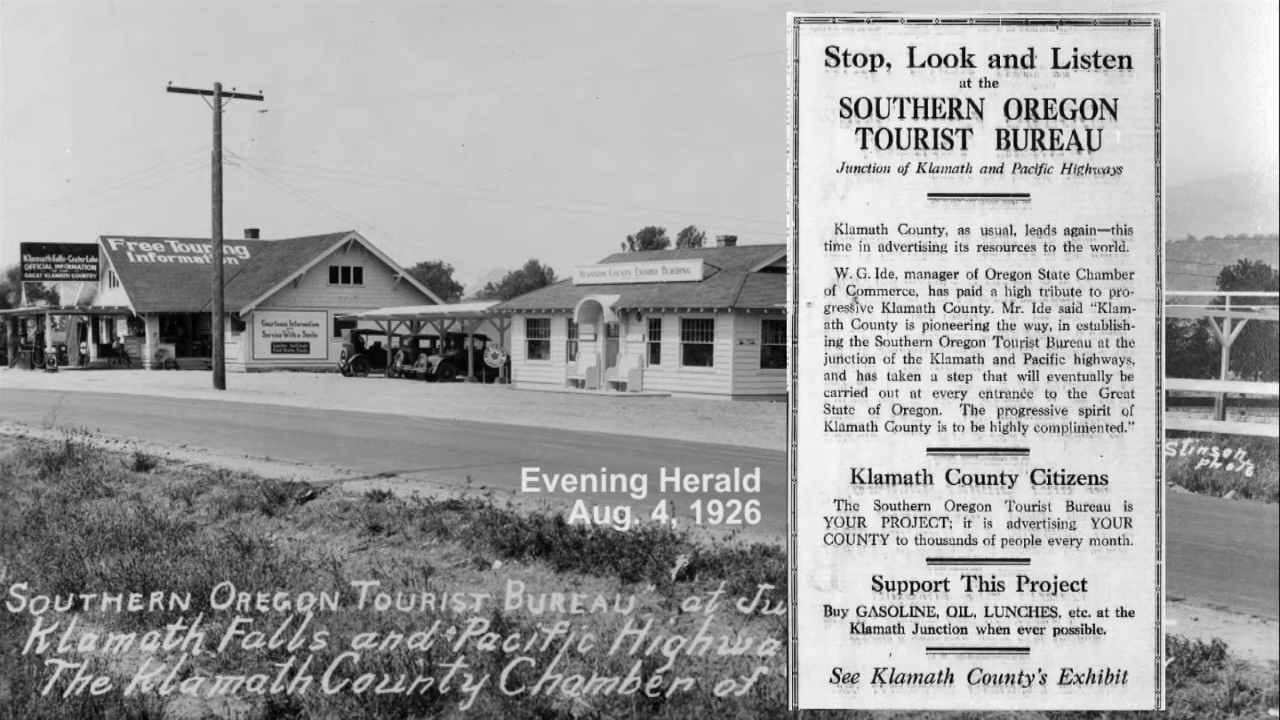 Klamath Falls-Crater Lake
OFFICIAL INFORMATION
GREAT KLAMATH COUNTRY
Free Touring
Information
Courteous Information
Service With a Smile
KLAMATH COUNTY EXHIBIT BUILDING
Stop, Look and Listen
at the
SOUTHERN OREGON
TOURIST BUREAU
Junction of Klamath and Pacific Highways
Klamath County, as usual, leads again—this
time in advertising its resources to the world.
W. G. Ide, manager of Oregon State Chamber
of Commerce, has paid a high tribute to pro-
gressive Klamath County. Mr. Ide said “Klam-
ath County is pioneering the way, in establish-
ing the Southern Oregon Tourist Bureau at the
junction of the Klamath and Pacific highways,
and has taken a step that will eventually be
carried out at every entrance to the Great
State of Oregon. The progressive spirit of
Klamath County is to be highly complimented.”
Klamath County Citizens
The Southern Oregon Tourist Bureau is
YOUR PROJECT; it is advertising YOUR
COUNTY to thousands of people every month.
Support This Project
Buy GASOLINE, OIL, LUNCHES, etc. at the
Klamath Junction when ever possible.
See Klamath County's Exhibit
Stinson
Photo
Evening Herald
Aug. 4, 1926
"SOUTHERN OREGON TOURIST BUREAU" at Ju
Klamath Falls and Pacific Highwa
The Klamath County Chamber of